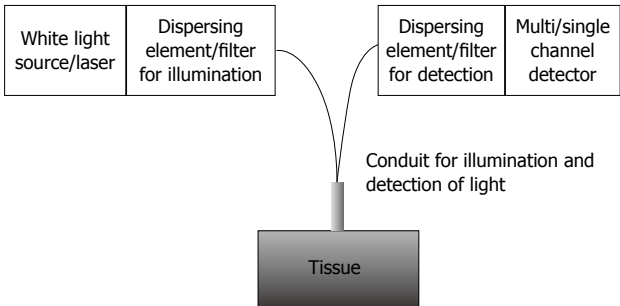 White light
source/laser
Dispersing
element/filter
for illumination
Dispersing
element/filter
for detection
Multi/single
channel
detector
Conduit for illumination and
detection of light
Tissue